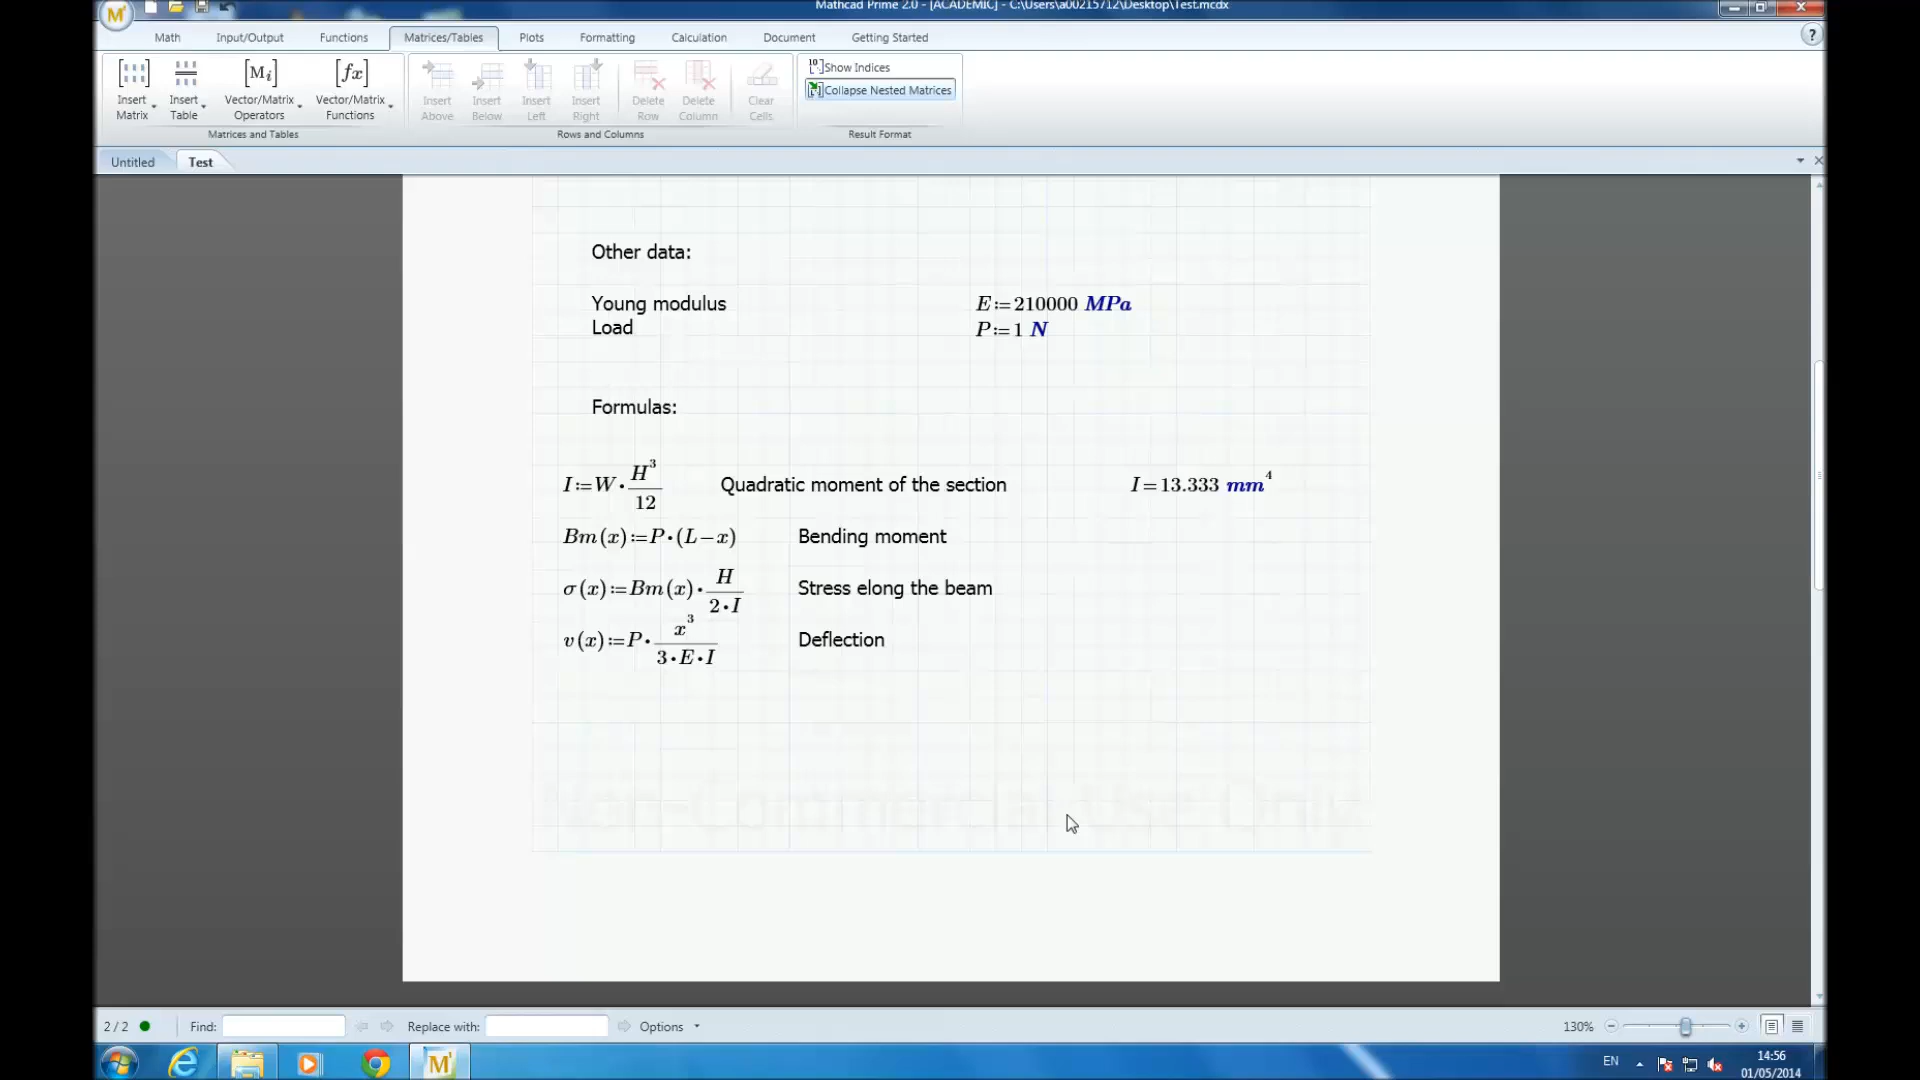 Mathcad Prime 2.0 - [ACADEMIC] - C:\Users\a00215712\Desktop\Test.mcdx
Math Input/Output Functions Matrices/Tables Plots Formatting Calculation Document Getting Started
Insert Matrix
Insert Table
Vector/Matrix Operators
Vector/Matrix Functions
Matrices and Tables
Insert Above
Insert Below
Insert Left
Insert Right
Delete Row
Delete Column
Clear Cells
Rows and Columns
Show Indices
Collapse Nested Matrices
Result Format
Untitled Test
Other data:
Young modulus E:=210000 MPa
Load P:=1 N
Formulas:
I:=W·H³/12 Quadratic moment of the section I=13.333 mm⁴
Bm(x):=P·(L−x) Bending moment
σ(x):=Bm(x)·H/(2·I) Stress elong the beam
v(x):=P·x³/(3·E·I) Deflection
Non-Commercial Use Only
2 / 2 Find: Replace with: Options 130%
EN 14:56
01/05/2014